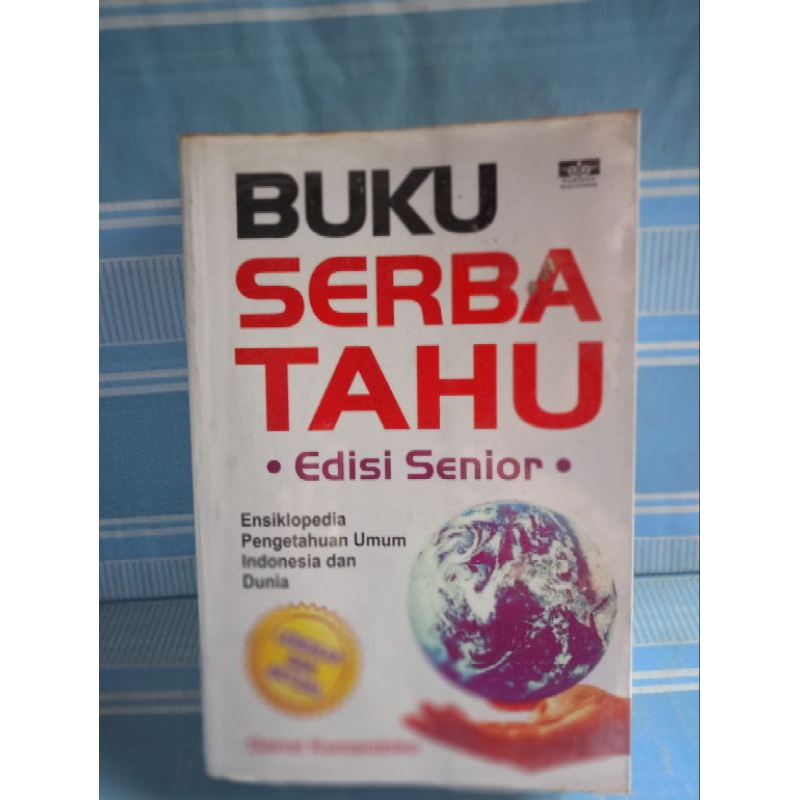 BUKU
SERBA
TAHU
• Edisi Senior •
Ensiklopedia
Pengetahuan Umum
Indonesia dan
Dunia